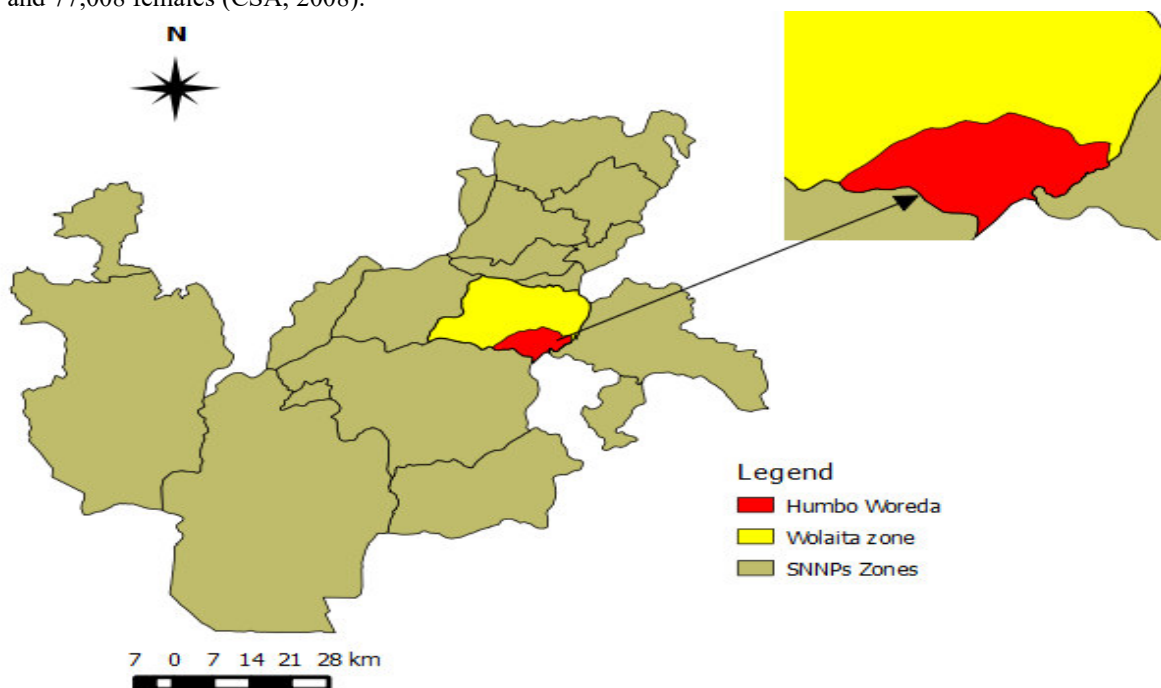 and 77,008 females (CSA, 2008).
N
Legend
Humbo Woreda
Wolaita zone
SNNPs Zones
7 0 7 14 21 28 km